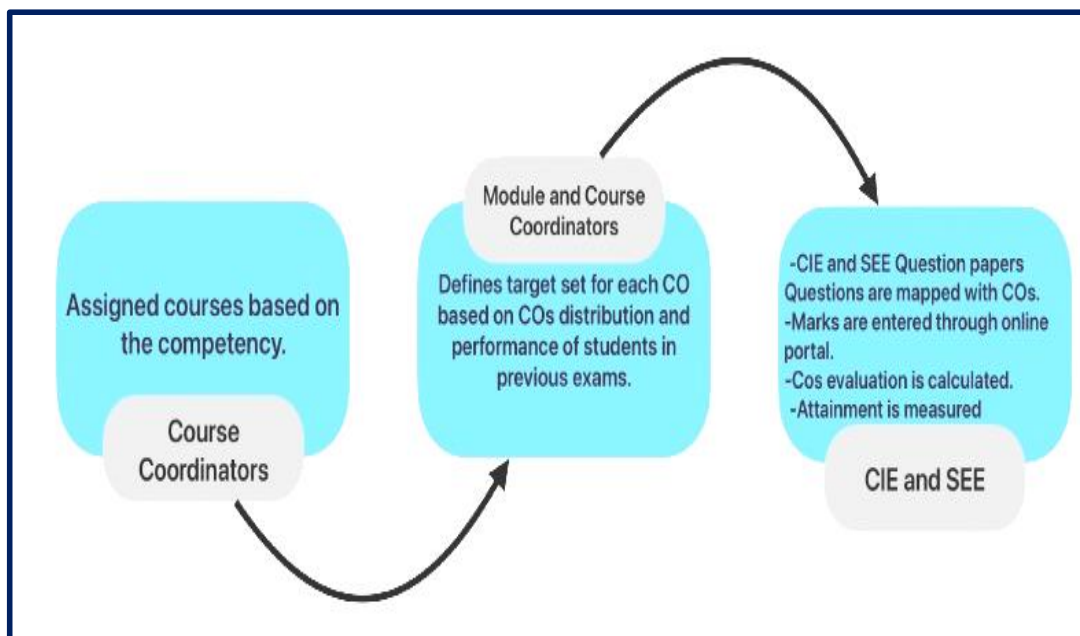 Assigned courses based on
the competency.
Course
Coordinators
Module and Course
Coordinators
Defines target set for each CO
based on COs distribution and
performance of students in
previous exams.
-CIE and SEE Question papers
Questions are mapped with COs.
-Marks are entered through online
portal.
-Cos evaluation is calculated.
-Attainment is measured
CIE and SEE